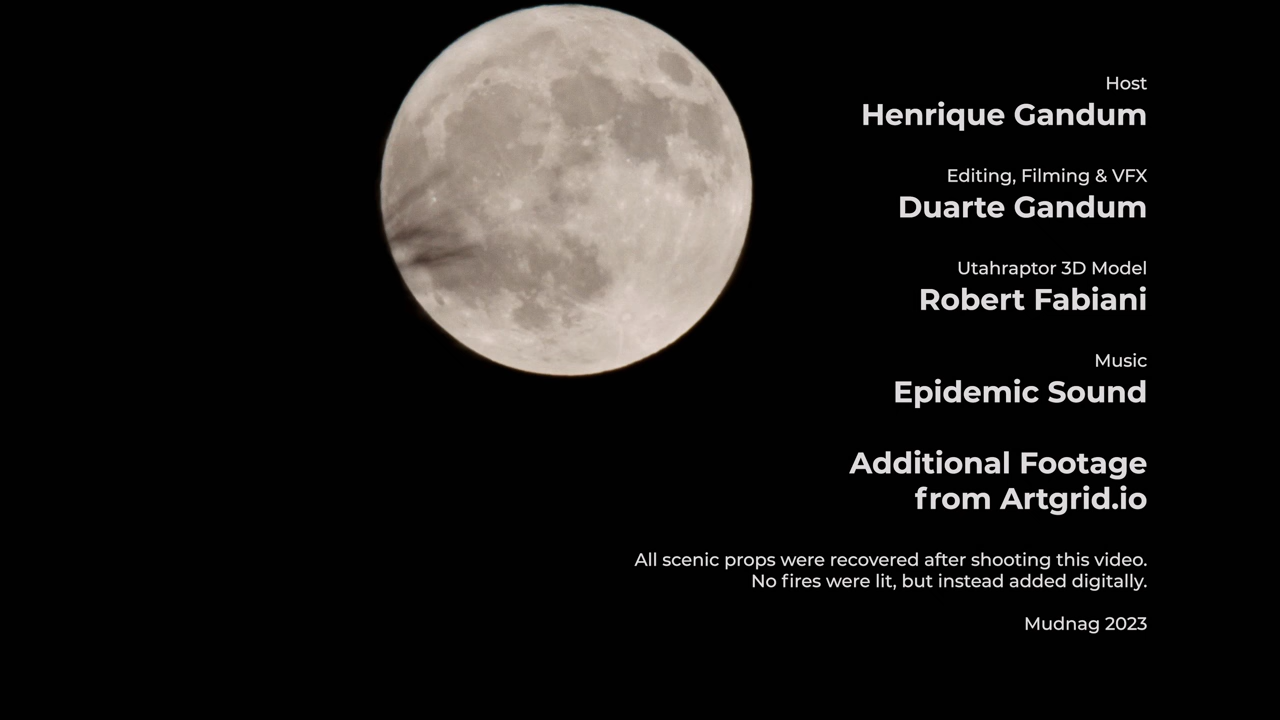 Host
Henrique Gandum
Editing, Filming & VFX
Duarte Gandum
Utahraptor 3D Model
Robert Fabiani
Music
Epidemic Sound
Additional Footage
from Artgrid.io
All scenic props were recovered after shooting this video.
No fires were lit, but instead added digitally.
Mudnag 2023